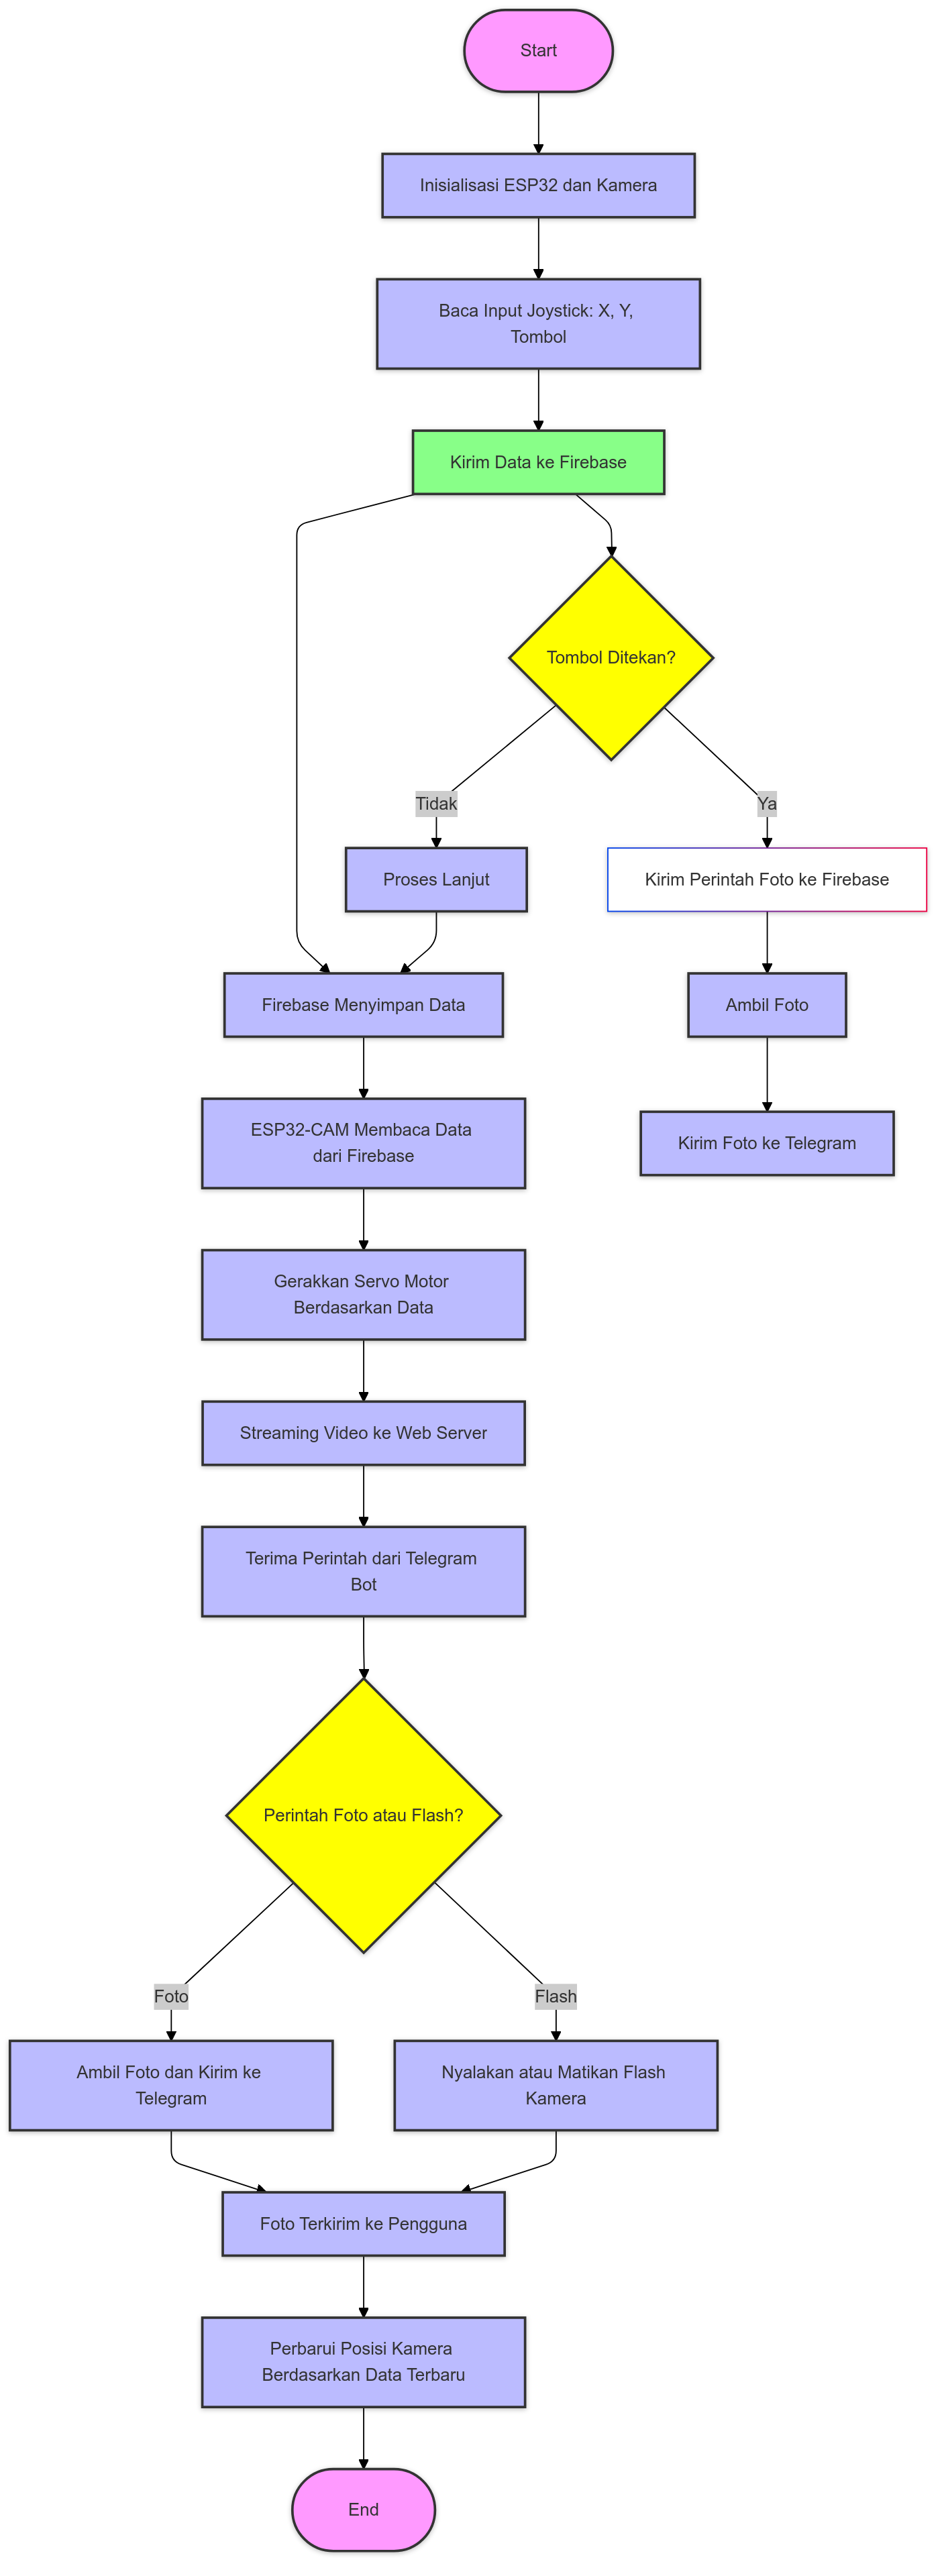 Start
Inisialisasi ESP32 dan Kamera
Baca Input Joystick: X, Y,
Tombol
Kirim Data ke Firebase
Tombol Ditekan?
Tidak
Ya
Proses Lanjut
Kirim Perintah Foto ke Firebase
Firebase Menyimpan Data
Ambil Foto
ESP32-CAM Membaca Data
dari Firebase
Kirim Foto ke Telegram
Gerakkan Servo Motor
Berdasarkan Data
Streaming Video ke Web Server
Terima Perintah dari Telegram
Bot
Perintah Foto atau Flash?
Foto
Flash
Ambil Foto dan Kirim ke
Telegram
Nyalakan atau Matikan Flash
Kamera
Foto Terkirim ke Pengguna
Perbarui Posisi Kamera
Berdasarkan Data Terbaru
End